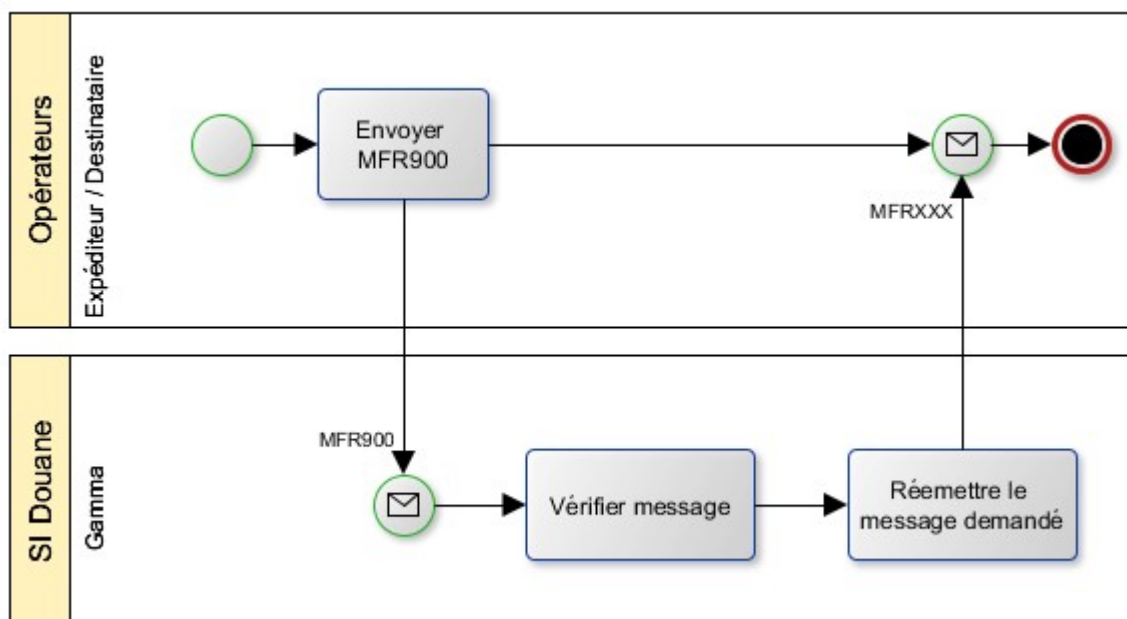 Opérateurs
Expéditeur / Destinataire
Envoyer
MFR900
MFRXXX
SI Douane
Gamma
MFR900
Vérifier message
Réemettre le
message demandé